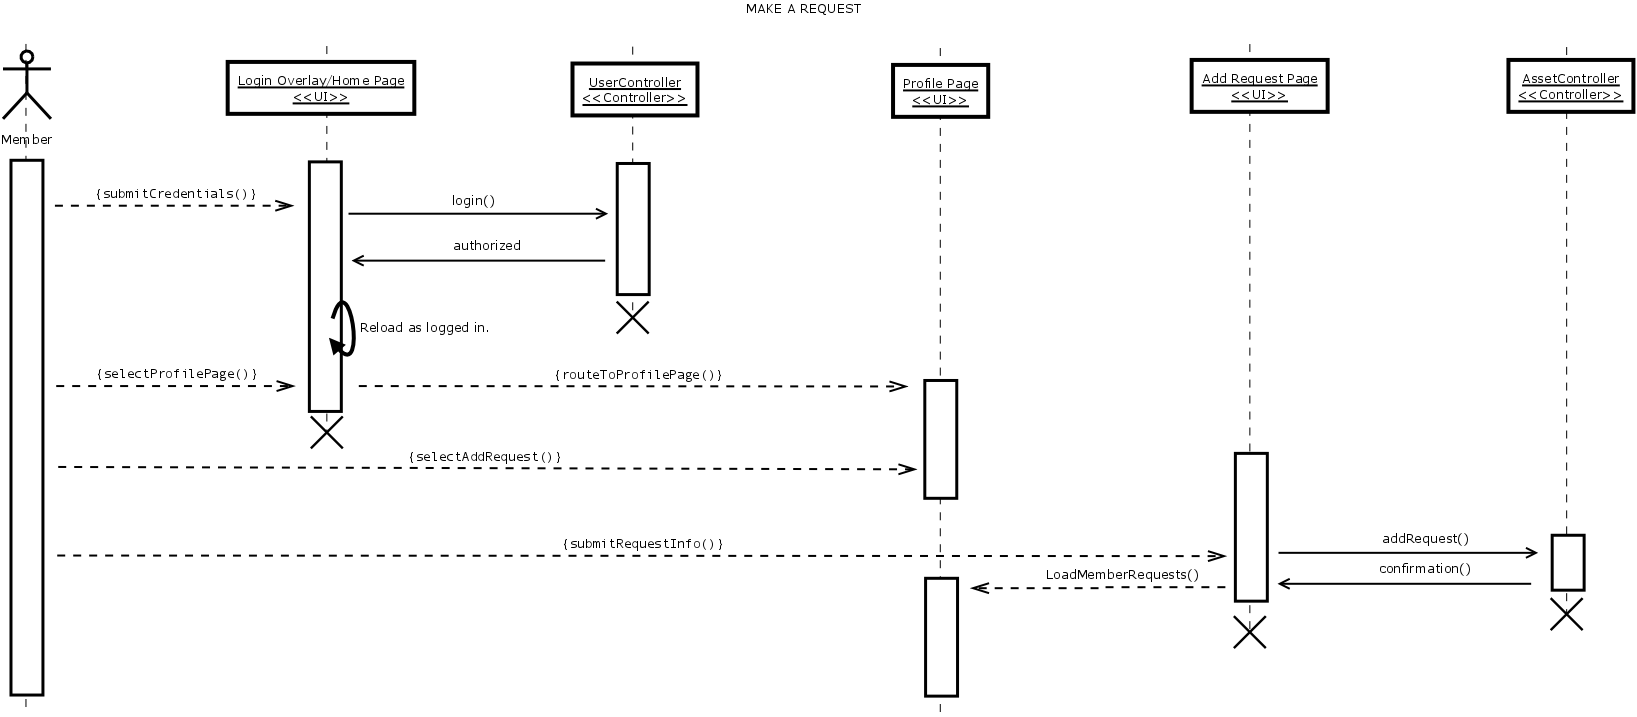 MAKE A REQUEST
Member
Login Overlay/Home Page
<<UI>>
UserController
<<Controller>>
Profile Page
<<UI>>
Add Request Page
<<UI>>
AssetController
<<Controller>>
{submitCredentials()}
login()
authorized
Reload as logged in.
{selectProfilePage()}
{routeToProfilePage()}
{selectAddRequest()}
{submitRequestInfo()}
addRequest()
LoadMemberRequests()
confirmation()